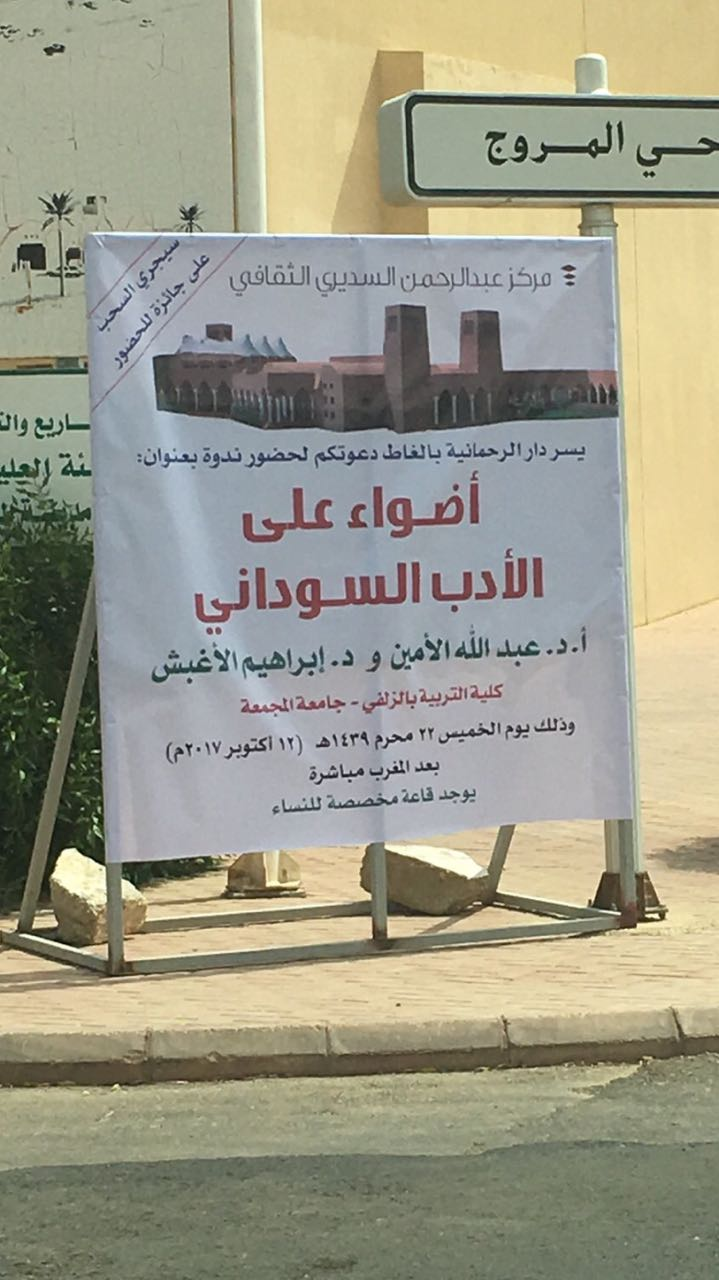 حي المروج
سيجري السحب
على جائزة للحضور
مركز عبدالرحمن السديري الثقافي
يسر دار الرحمانية بالغاط دعوتكم لحضور ندوة بعنوان:
أضواء على
الأدب السوداني
أ.د. عبد الله الأمين و د. إبراهيم الأغبش
كلية التربية بالزلفي - جامعة المجمعة
وذلك يوم الخميس ٢٢ محرم ١٤٣٩هـ (١٢ أكتوبر ٢٠١٧م)
بعد المغرب مباشرة
يوجد قاعة مخصصة للنساء